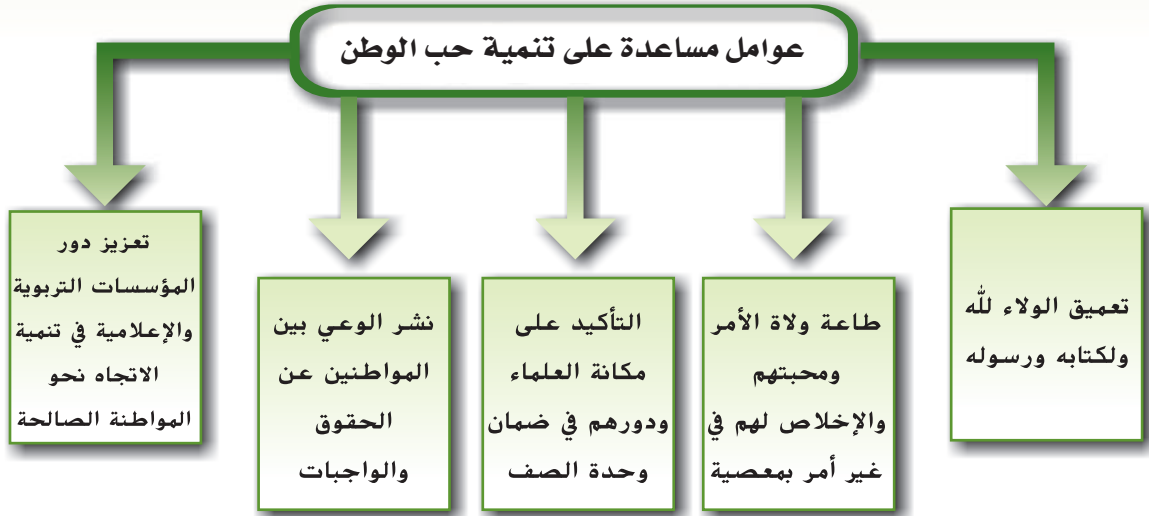 عوامل مساعدة على تنمية حب الوطن
تعميق الولاء لله
ولكتابه ورسوله
طاعة ولاة الأمر
ومحبتهم
والإخلاص لهم في
غير أمر بمعصية
التأكيد على
مكانة العلماء
ودورهم في ضمان
وحدة الصف
نشر الوعي بين
المواطنين عن
الحقوق
والواجبات
تعزيز دور
المؤسسات التربوية
والإعلامية في تنمية
الاتجاه نحو
المواطنة الصالحة